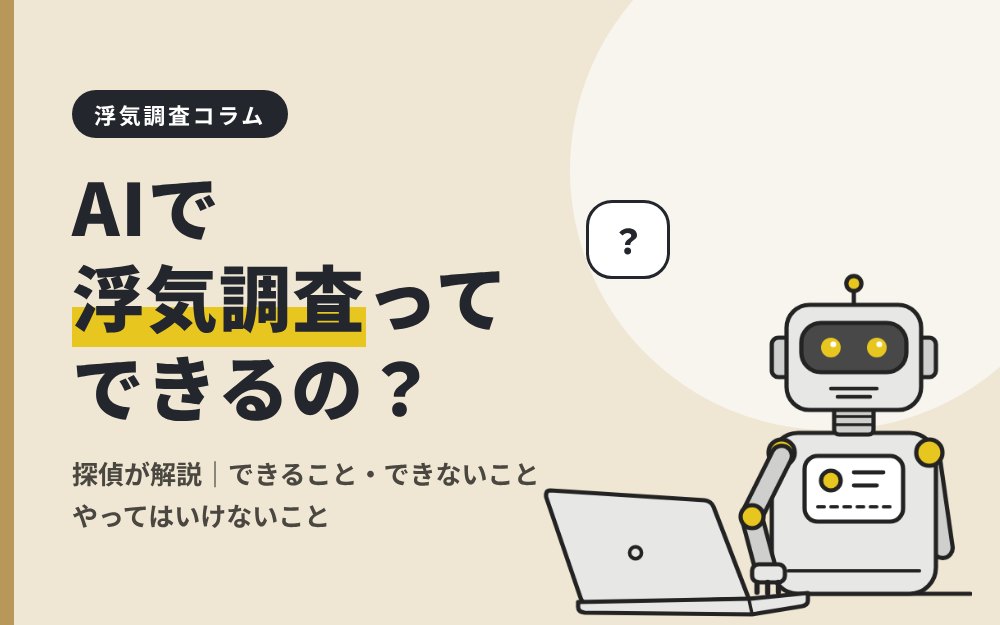 浮気調査コラム
AIで
浮気調査って
できるの？
探偵が解説｜できること・できないこと
やってはいけないこと
?